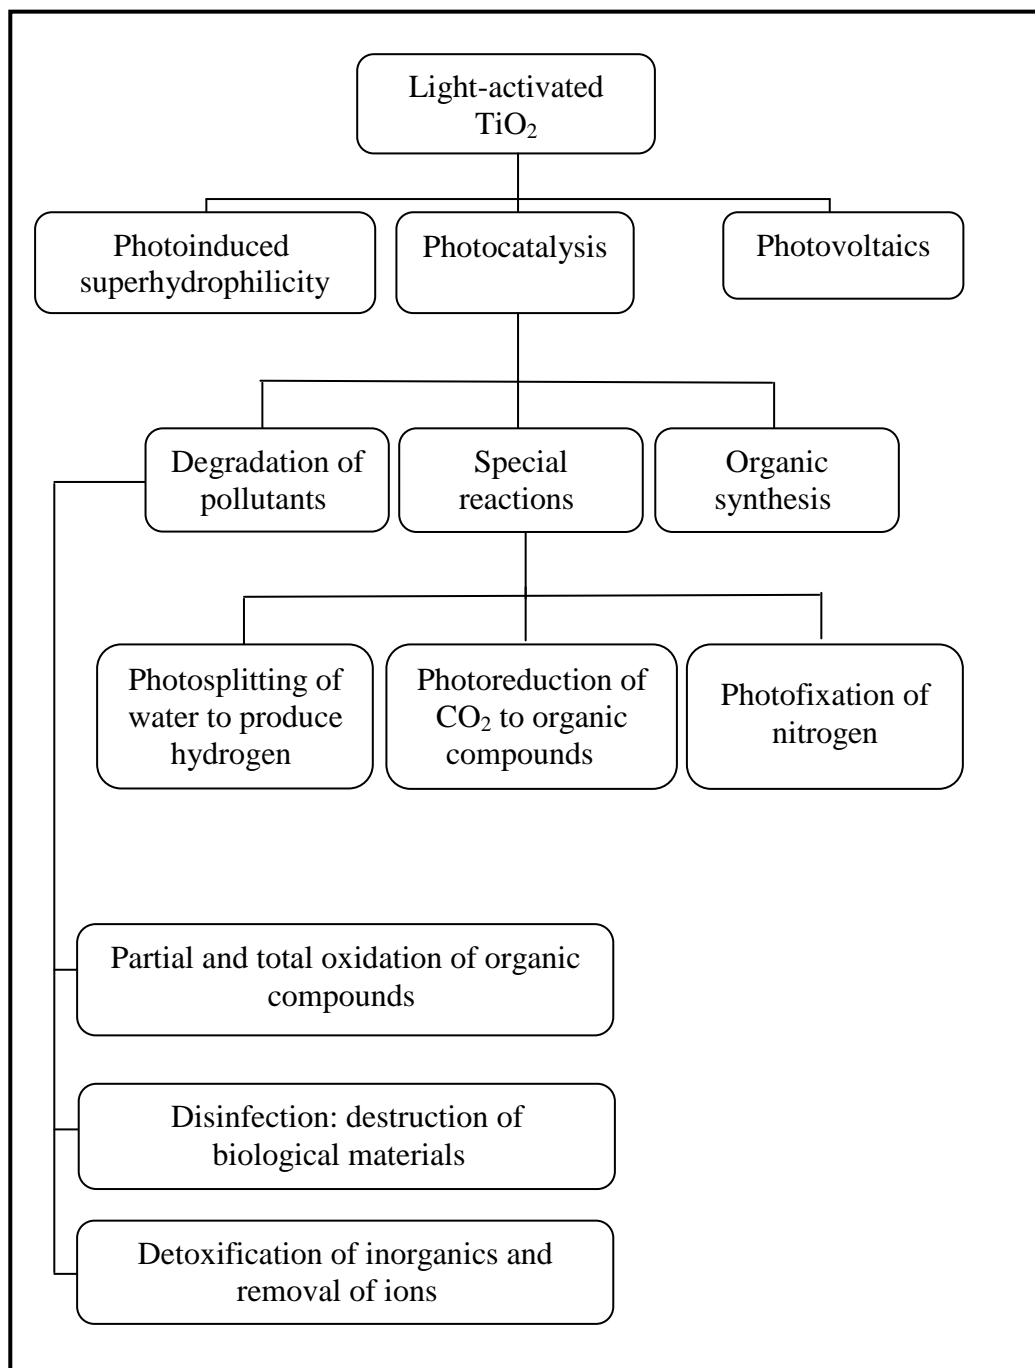 Light-activated
TiO₂
Photoinduced
superhydrophilicity
Photocatalysis
Photovoltaics
Degradation of
pollutants
Special
reactions
Organic
synthesis
Photosplitting of
water to produce
hydrogen
Photoreduction of
CO₂ to organic
compounds
Photofixation of
nitrogen
Partial and total oxidation of organic
compounds
Disinfection: destruction of
biological materials
Detoxification of inorganics and
removal of ions